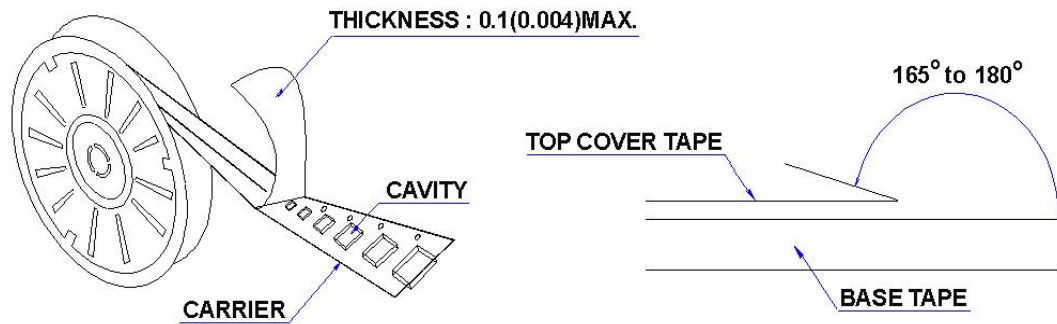 THICKNESS : 0.1(0.004)MAX.
CAVITY
CARRIER
165° to 180°
TOP COVER TAPE
BASE TAPE